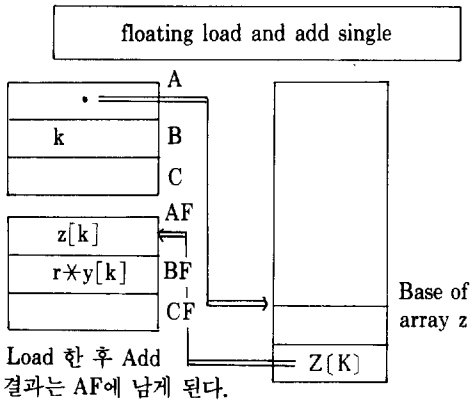 floating load and add single
A
k
B
C
AF
z[k]
r*y[k]
BF
CF
Base of
array z
Z[K]
Load 한 후 Add
결과는 AF에 남게 된다.